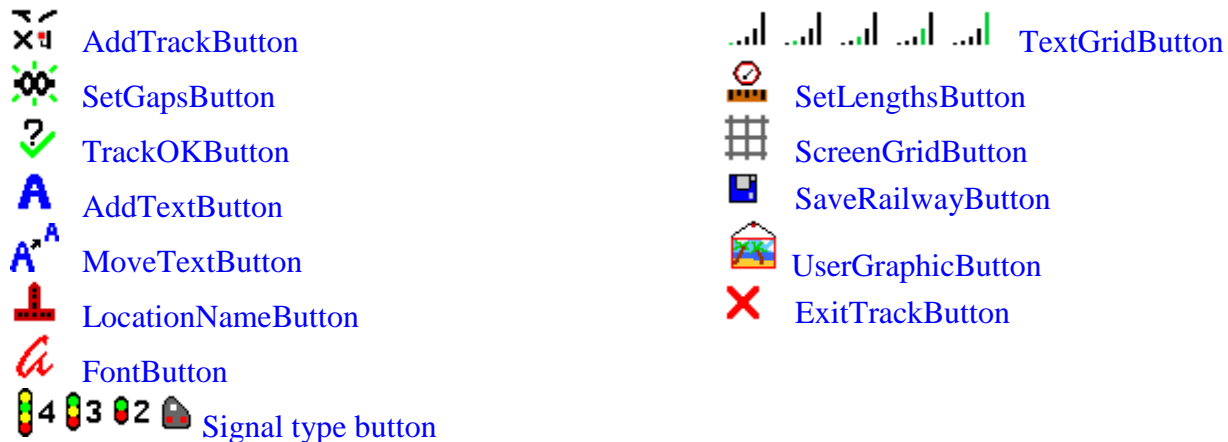 AddTrackButton
SetGapsButton
TrackOKButton
A AddTextButton
A A MoveTextButton
LocationNameButton
a FontButton
4 3 2 Signal type button
TextGridButton
SetLengthsButton
ScreenGridButton
SaveRailwayButton
UserGraphicButton
ExitTrackButton